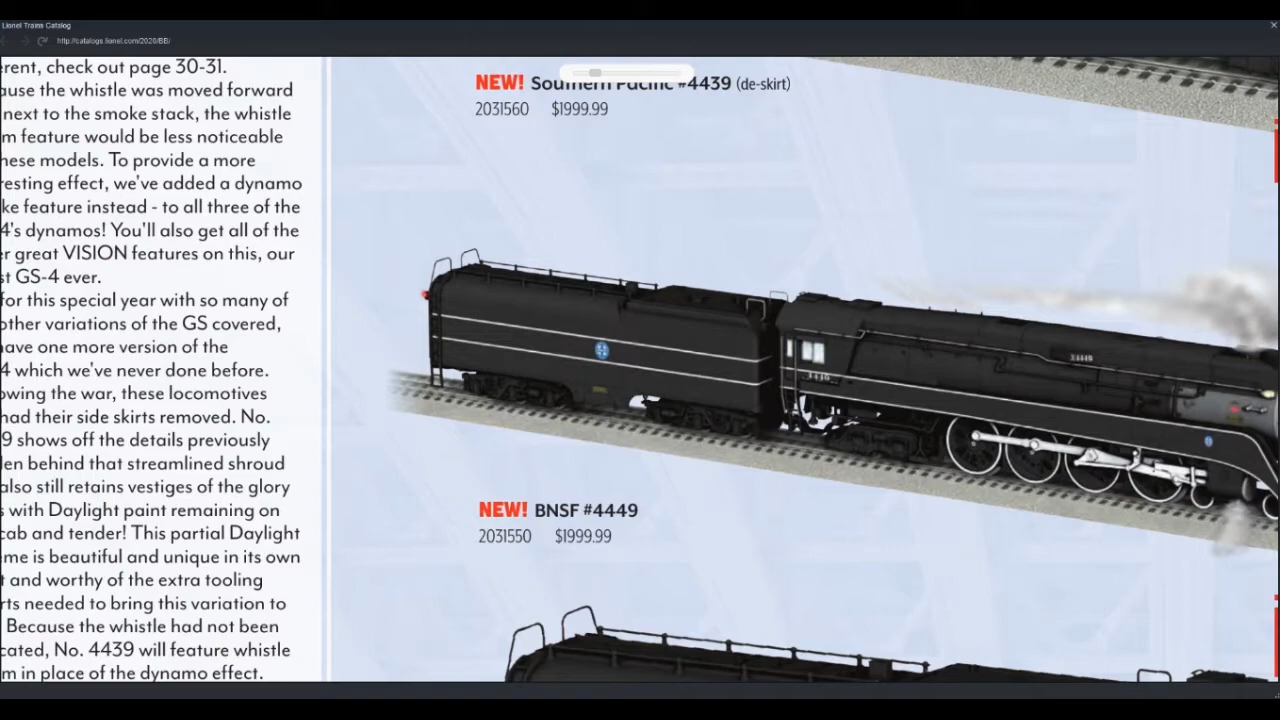 Lionel Trains Catalog
http://catalogs.lionel.com/2020/BB/
erent, check out page 30-31.
ause the whistle was moved forward
next to the smoke stack, the whistle
m feature would be less noticeable
hese models. To provide a more
resting effect, we've added a dynamo
ke feature instead - to all three of the
4's dynamos! You'll also get all of the
er great VISION features on this, our
st GS-4 ever.
for this special year with so many of
other variations of the GS covered,
have one more version of the
4 which we've never done before.
owing the war, these locomotives
had their side skirts removed. No.
9 shows off the details previously
len behind that streamlined shroud
also still retains vestiges of the glory
s with Daylight paint remaining on
cab and tender! This partial Daylight
eme is beautiful and unique in its own
t and worthy of the extra tooling
rts needed to bring this variation to
Because the whistle had not been
cated, No. 4439 will feature whistle
m in place of the dynamo effect.
NEW! Southern Pacific #4439 (de-skirt)
2031560 $1999.99
NEW! BNSF #4449
2031550 $1999.99